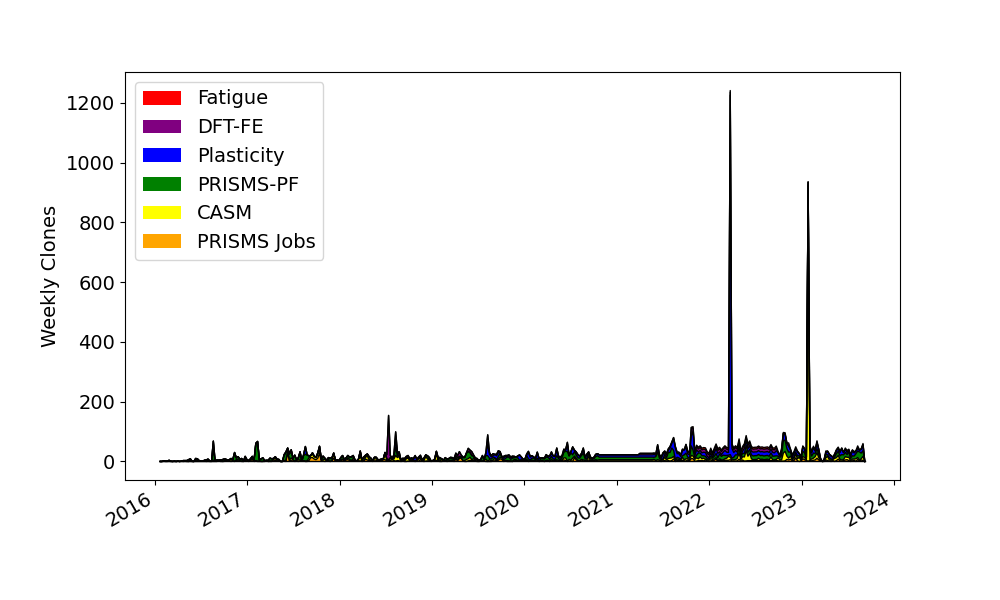 Fatigue
DFT-FE
Plasticity
PRISMS-PF
CASM
PRISMS Jobs
Weekly Clones
1200
1000
800
600
400
200
0
2016
2017
2018
2019
2020
2021
2022
2023
2024